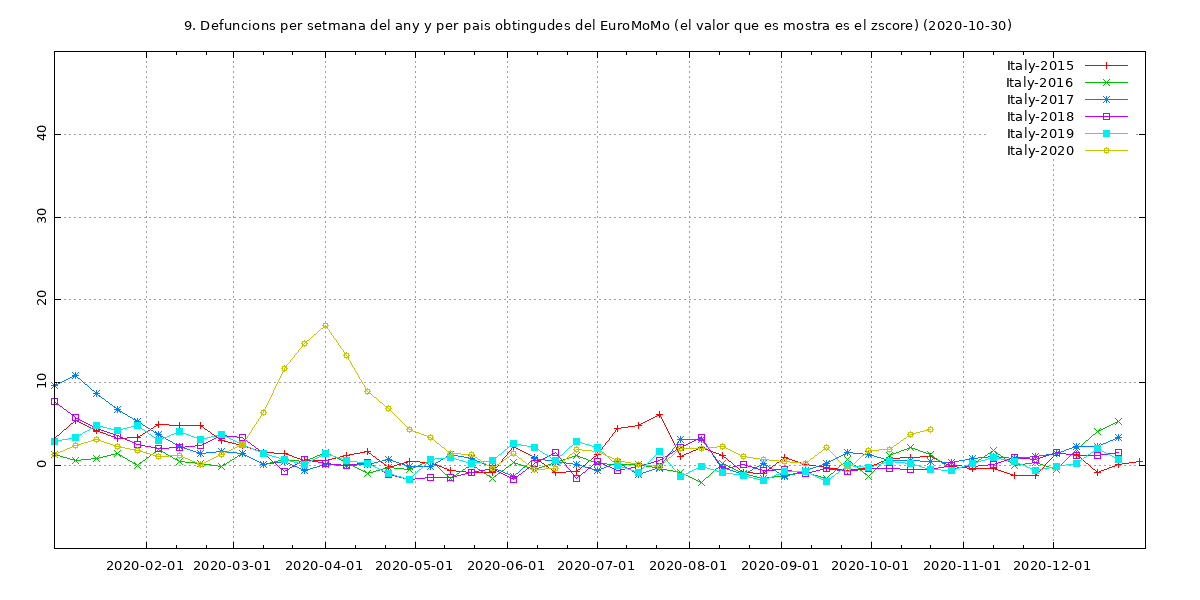 9. Defuncions per setmana del any y per pais obtingudes del EuroMoMo (el valor que es mostra es el zscore) (2020-10-30)
Italy-2015
Italy-2016
Italy-2017
Italy-2018
Italy-2019
Italy-2020
40
30
20
10
0
2020-02-01 2020-03-01 2020-04-01 2020-05-01 2020-06-01 2020-07-01 2020-08-01 2020-09-01 2020-10-01 2020-11-01 2020-12-01